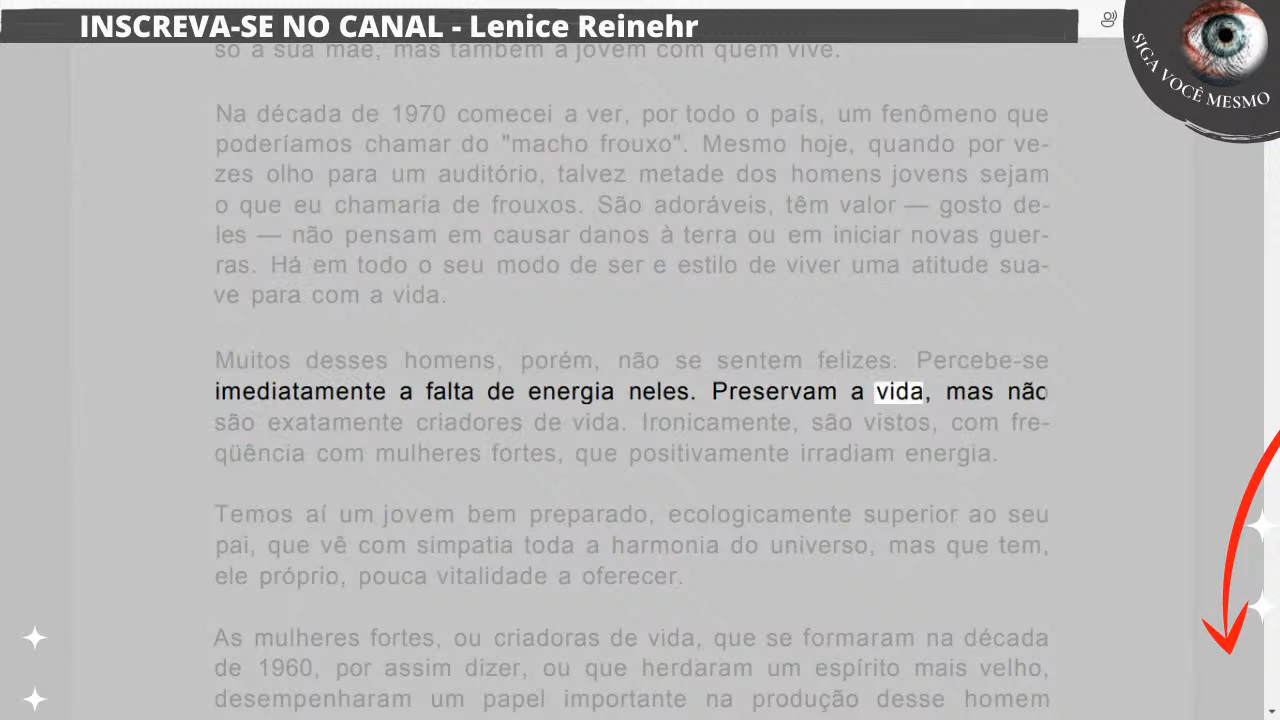 INSCREVA-SE NO CANAL - Lenice Reinehr
SIGA VOCÊ MESMO
só a sua mãe, mas também a jovem com quem vive.
Na década de 1970 comecei a ver, por todo o país, um fenômeno que
poderíamos chamar do "macho frouxo". Mesmo hoje, quando por ve-
zes olho para um auditório, talvez metade dos homens jovens sejam
o que eu chamaria de frouxos. São adoráveis, têm valor — gosto de-
les — não pensam em causar danos à terra ou em iniciar novas guer-
ras. Há em todo o seu modo de ser e estilo de viver uma atitude sua-
ve para com a vida.
Muitos desses homens, porém, não se sentem felizes. Percebe-se
imediatamente a falta de energia neles. Preservam a vida, mas não
são exatamente criadores de vida. Ironicamente, são vistos, com fre-
qüência com mulheres fortes, que positivamente irradiam energia.
Temos aí um jovem bem preparado, ecologicamente superior ao seu
pai, que vê com simpatia toda a harmonia do universo, mas que tem,
ele próprio, pouca vitalidade a oferecer.
As mulheres fortes, ou criadoras de vida, que se formaram na década
de 1960, por assim dizer, ou que herdaram um espírito mais velho,
desempenharam um papel importante na produção desse homem